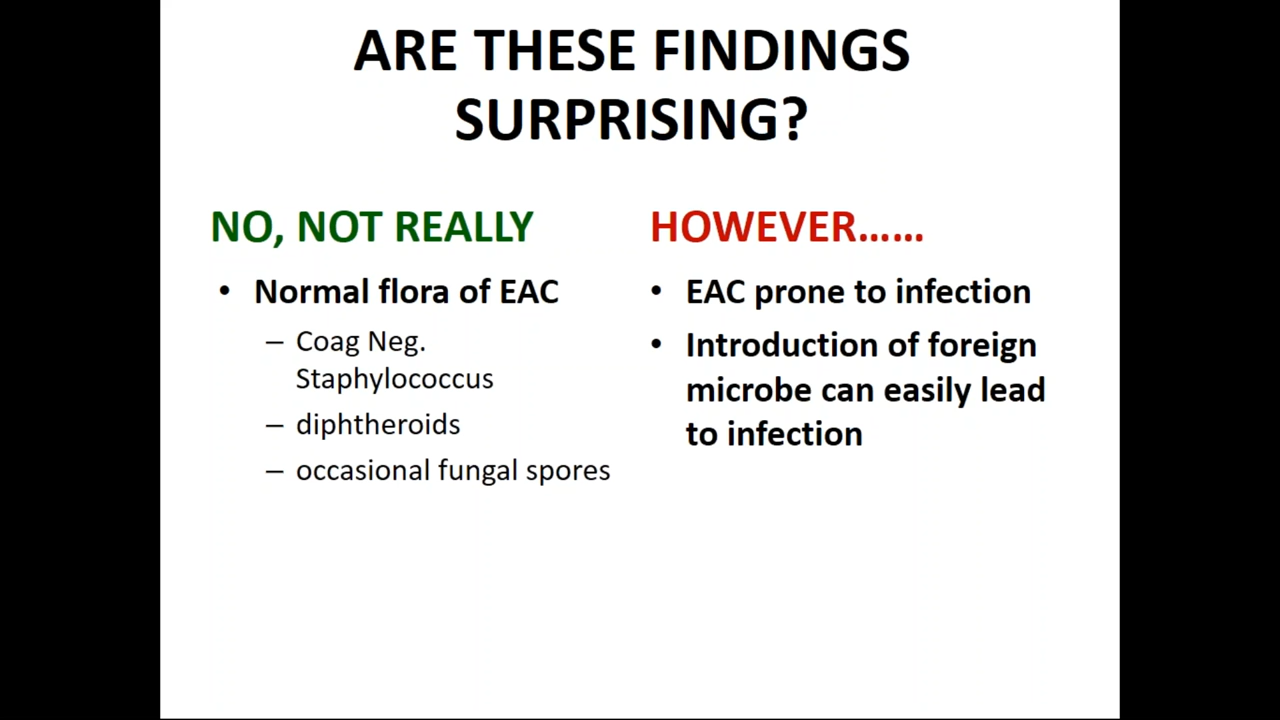 ARE THESE FINDINGS
SURPRISING?
NO, NOT REALLY
• Normal flora of EAC
– Coag Neg.
Staphylococcus
– diphtheroids
– occasional fungal spores
HOWEVER……
• EAC prone to infection
• Introduction of foreign
microbe can easily lead
to infection